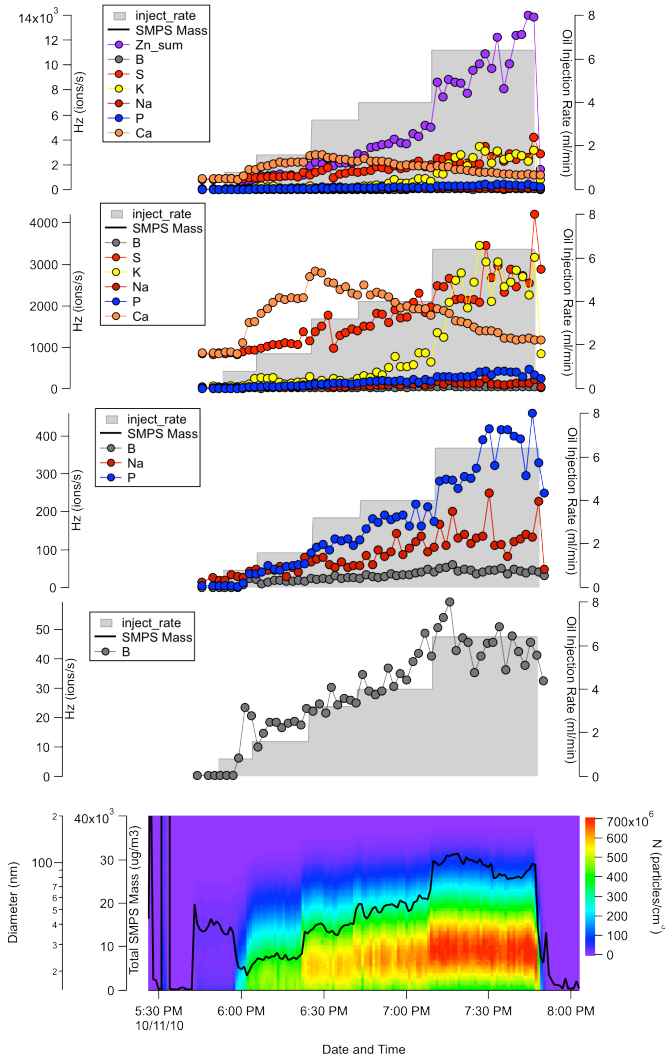 14x10³
12
10
8
6
4
2
0
Hz (ions/s)
inject_rate
SMPS Mass
Zn_sum
B
S
K
Na
P
Ca
8
6
4
2
0
Oil Injection Rate (ml/min)
4000
3000
2000
1000
0
Hz (ions/s)
inject_rate
SMPS Mass
B
S
K
Na
P
Ca
8
6
4
2
0
Oil Injection Rate (ml/min)
400
300
200
100
0
Hz (ions/s)
inject_rate
SMPS Mass
B
Na
P
8
6
4
2
0
Oil Injection Rate (ml/min)
50
40
30
20
10
0
Hz (ions/s)
inject_rate
SMPS Mass
B
8
6
4
2
0
Oil Injection Rate (ml/min)
2
100
8
7
6
5
4
3
2
Diameter (nm)
40x10³
30
20
10
0
Total SMPS Mass (ug/m3)
700x10⁶
600
500
400
300
200
100
0
N (particles/cm³)
5:30 PM 6:00 PM 6:30 PM 7:00 PM 7:30 PM 8:00 PM
10/11/10
Date and Time